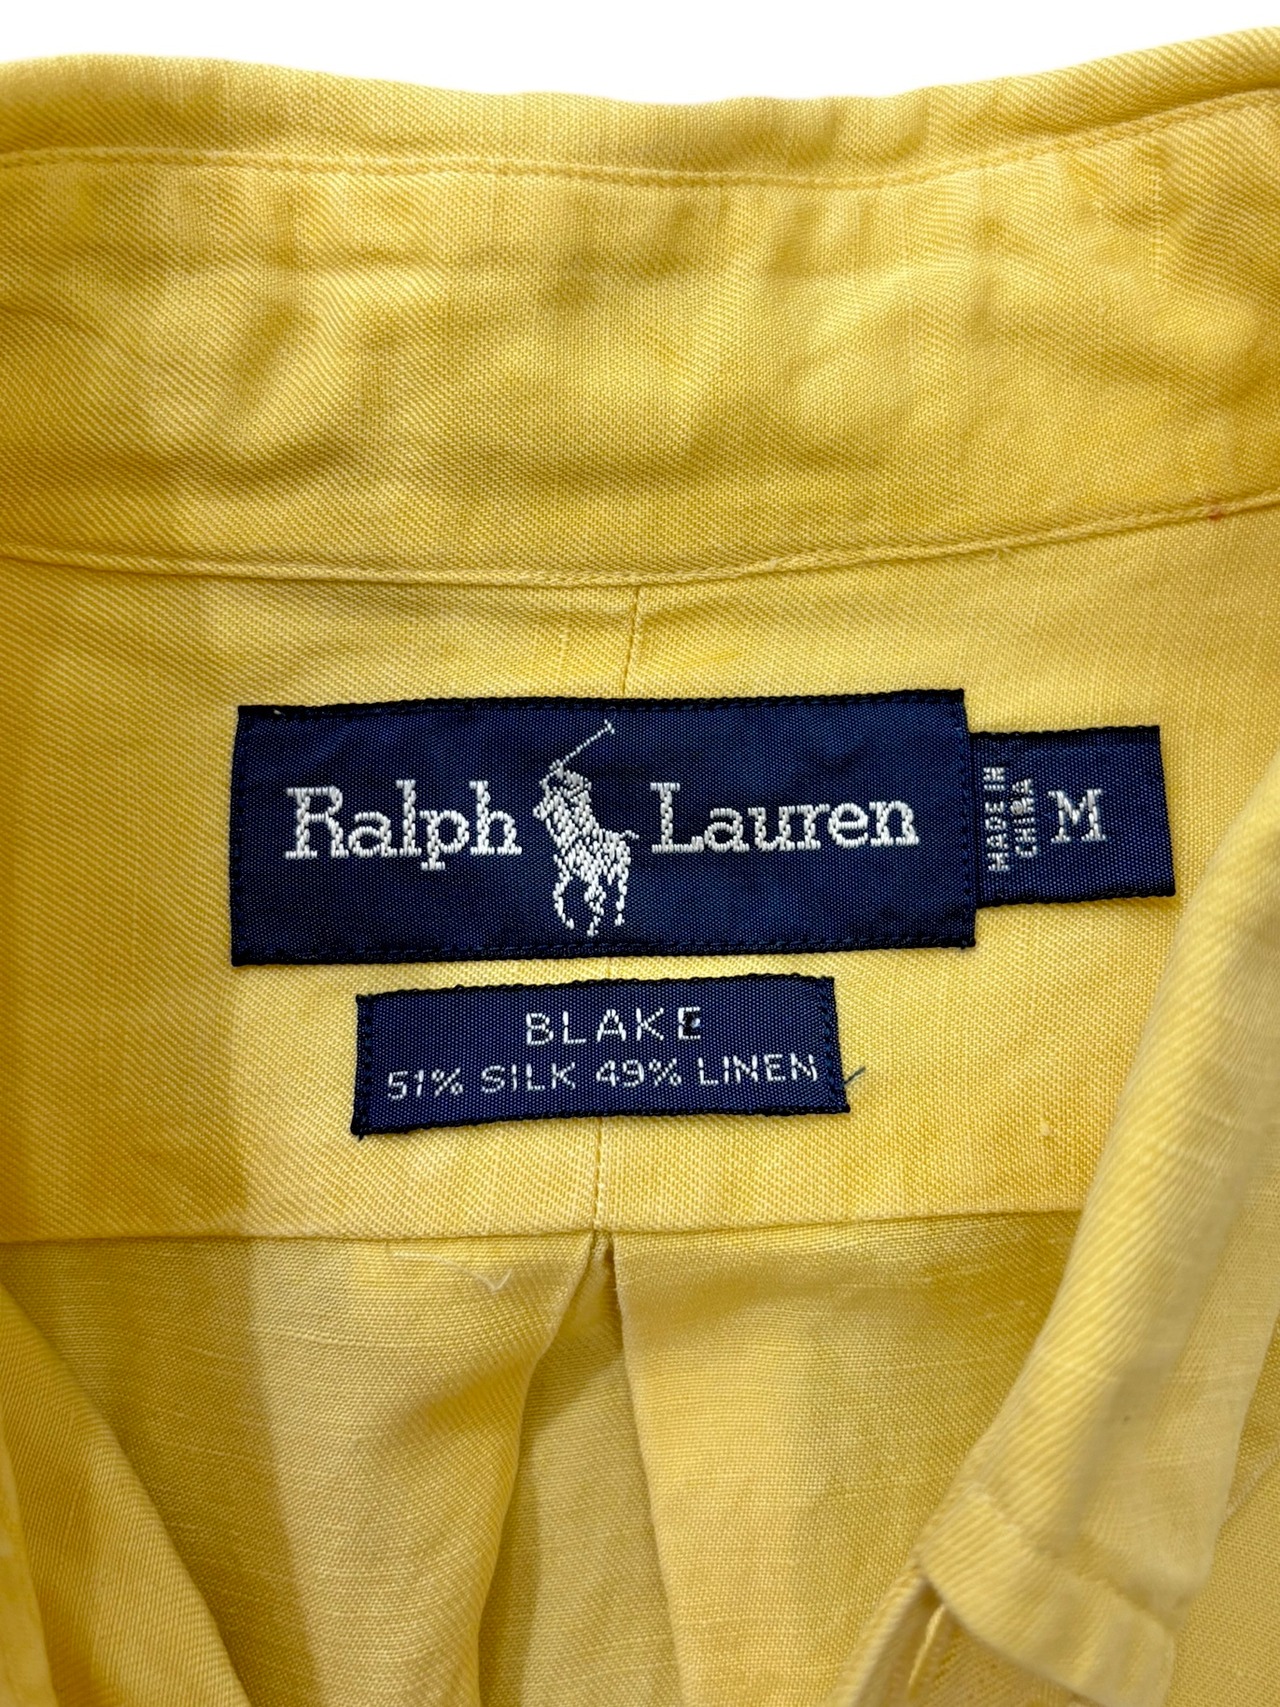 Ralph Lauren
MADE IN
CHINA
M
BLAKE
51% SILK 49% LINEN